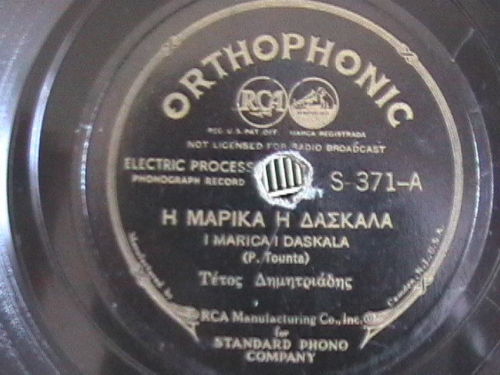 ORTHOPHONIC
RCA
REG. U.S. PAT. OFF. MARCA REGISTRADA
NOT LICENSED FOR RADIO BROADCAST
ELECTRIC PROCESS
PHONOGRAPH RECORD
S-371-A
Η ΜΑΡΙΚΑ Η ΔΑΣΚΑΛΑ
I MARICA I DASKALA
(P. Tounta)
Τέτος Δημητριάδης
Manufactured by
RCA Manufacturing Co., Inc.
Camden, N.J., U.S.A.
for
STANDARD PHONO
COMPANY